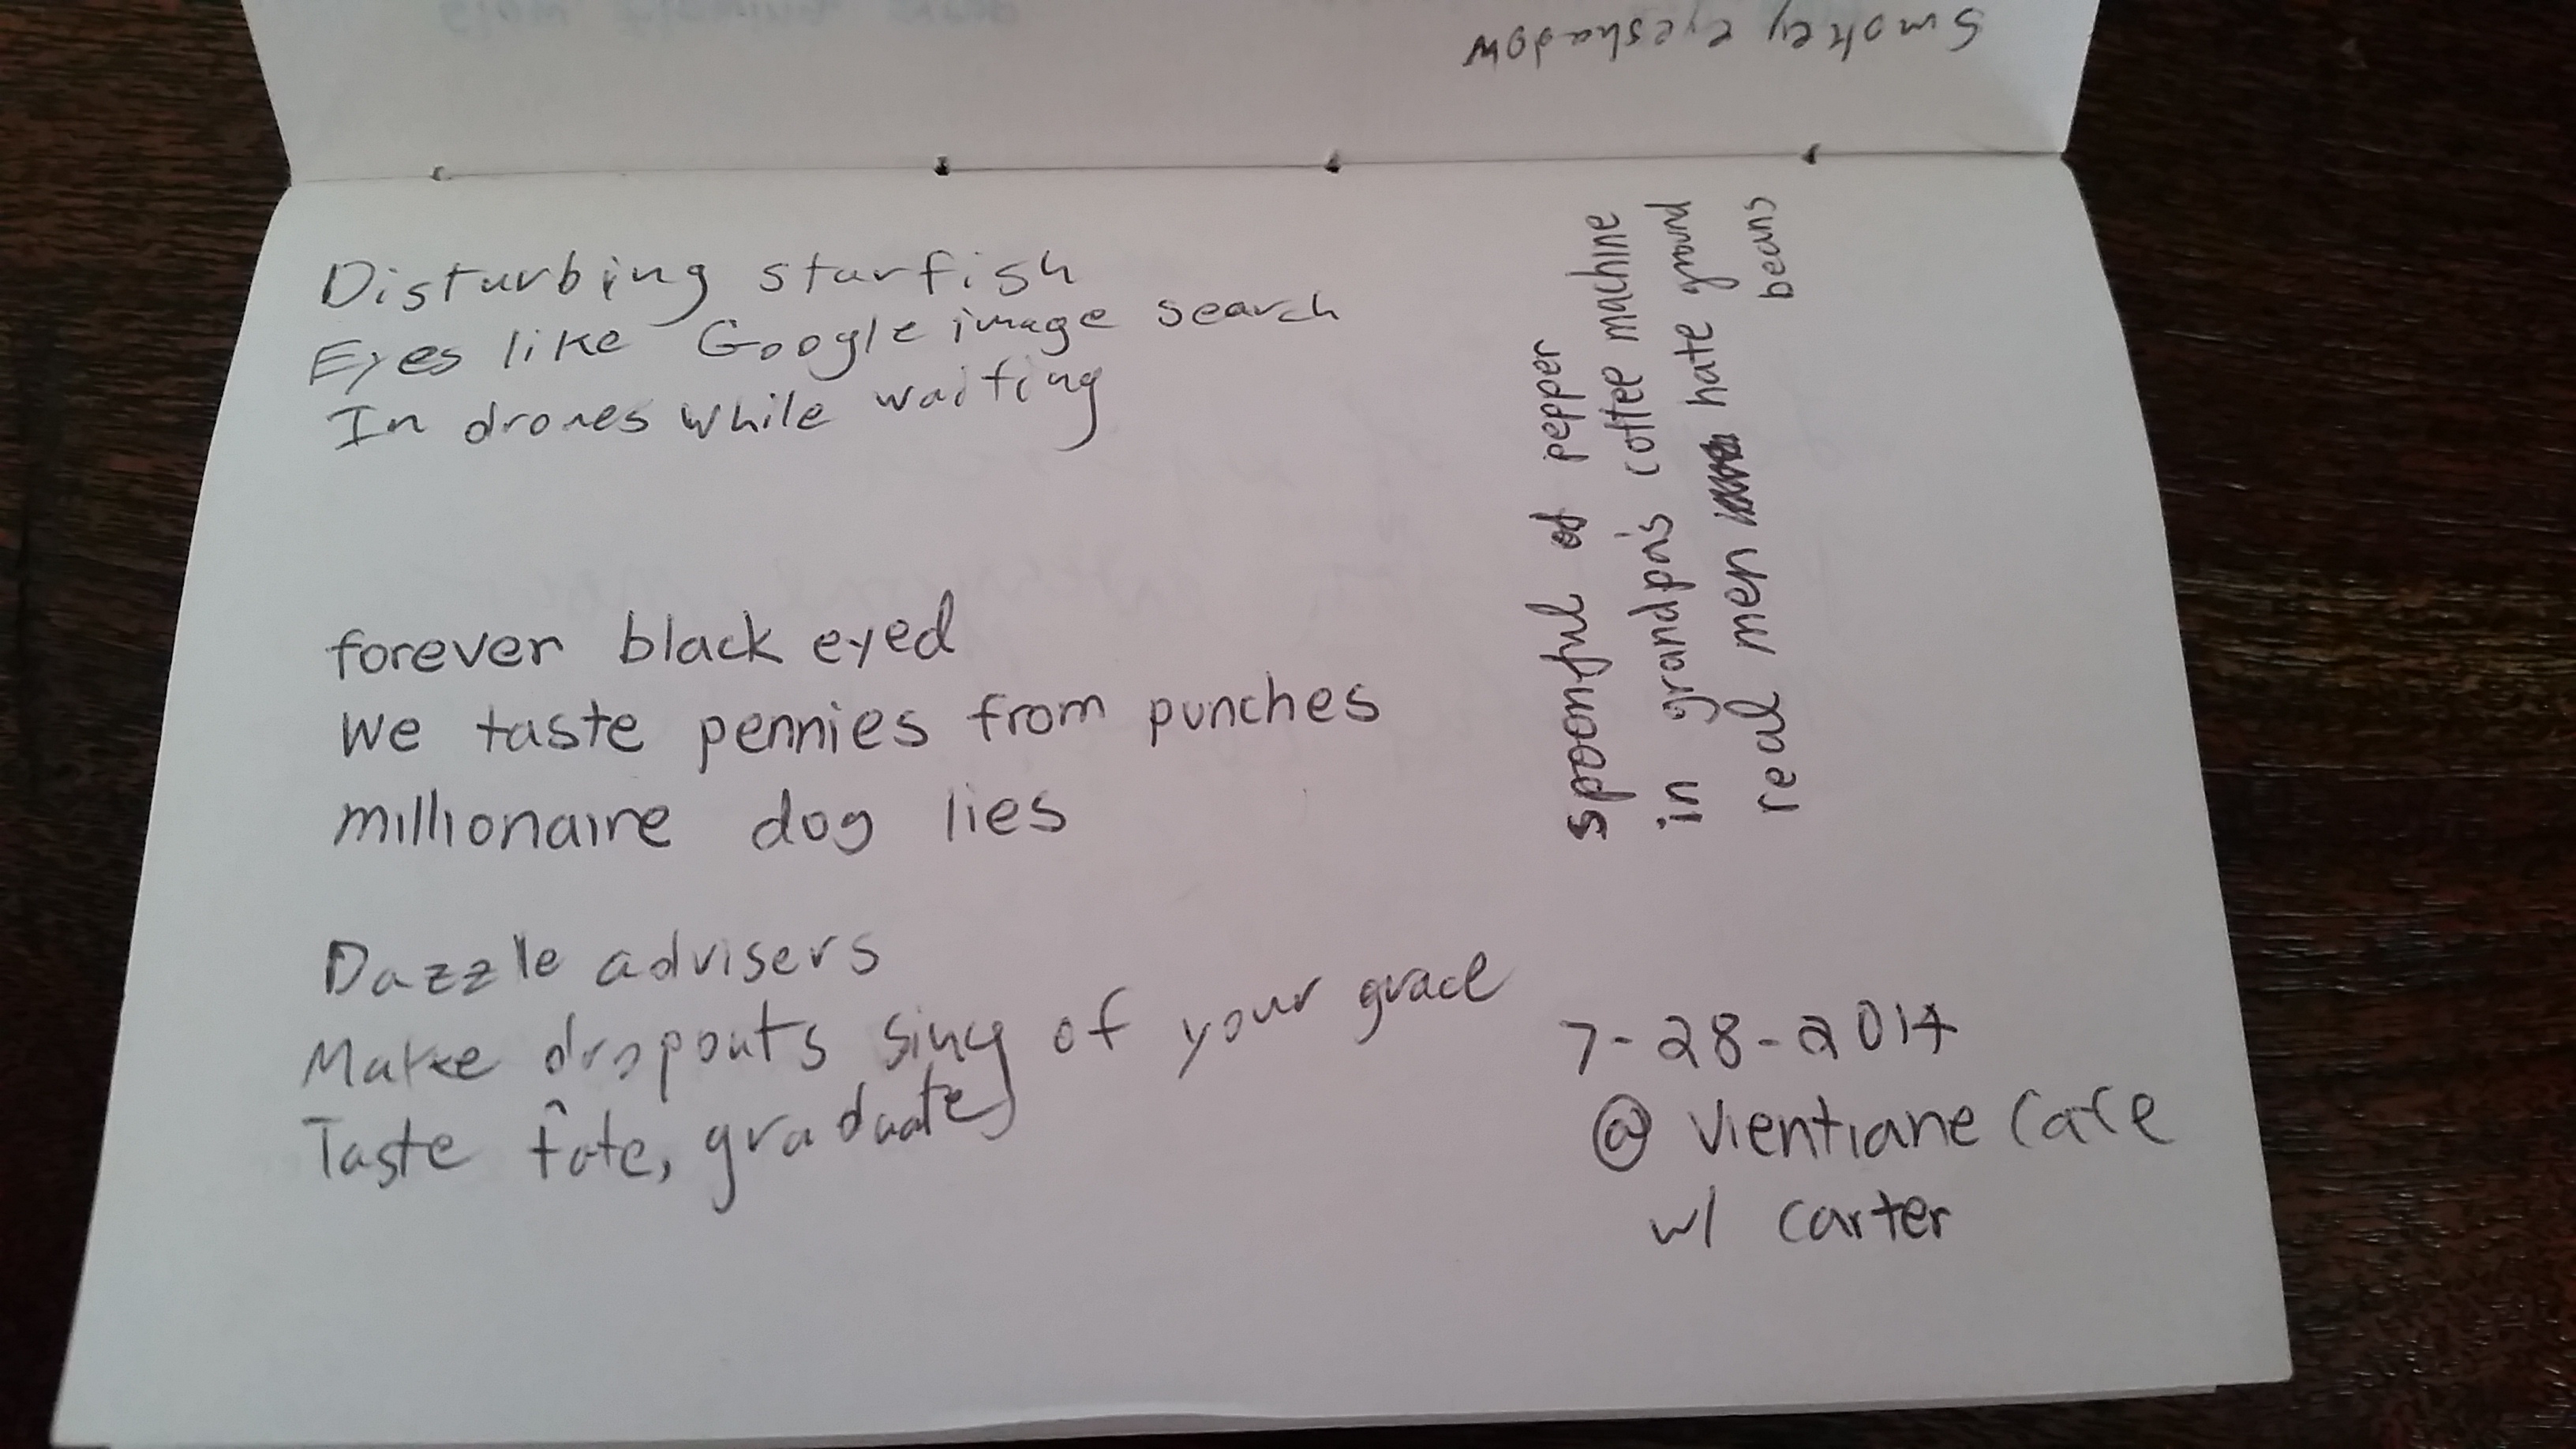 Smokey eyeshadow
Disturbing starfish
Eyes like Google image search
In drones while waiting
forever black eyed
We taste pennies from punches
millionaire dog lies
Dazzle advisers
Make dropouts sing of your grace
Taste fate, graduate
spoonful of pepper
in grandpa's coffee machine
real men hate ground
beans
7-28-2014
@ Vientiane Cafe
w/ carter